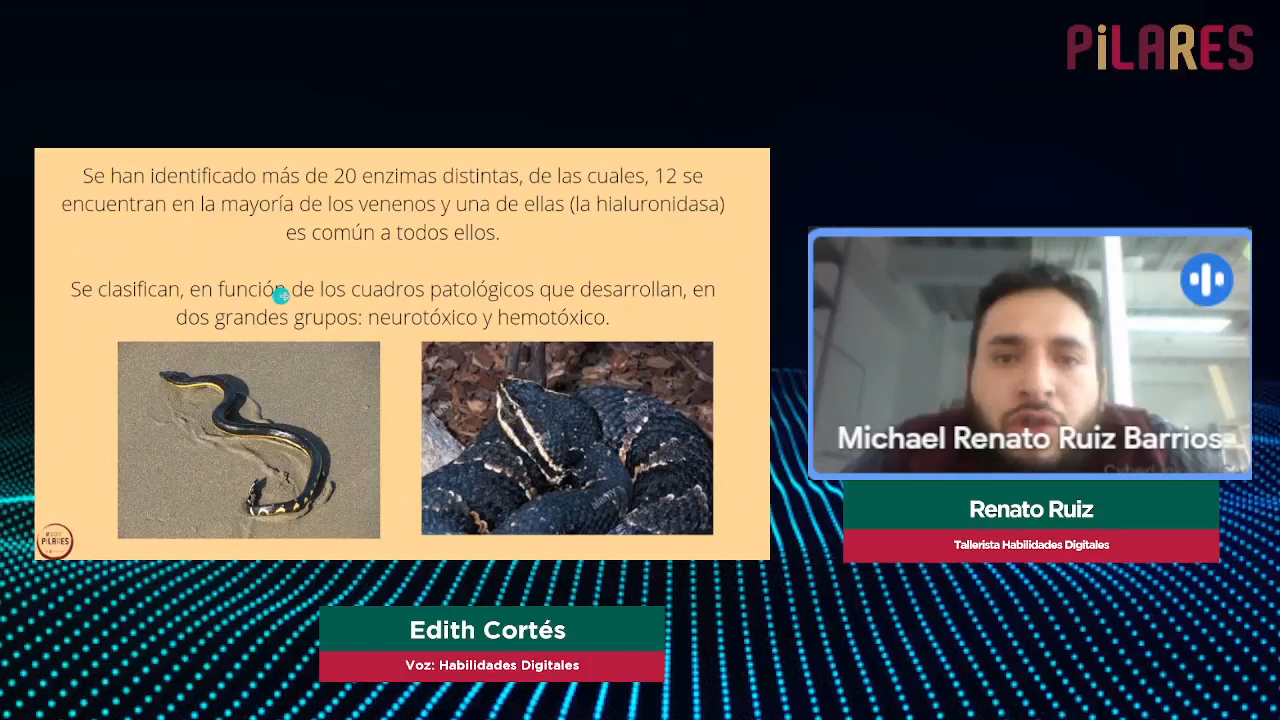 PiLARES
Se han identificado más de 20 enzimas distintas, de las cuales, 12 se
encuentran en la mayoría de los venenos y una de ellas (la hialuronidasa)
es común a todos ellos.
Se clasifican, en función de los cuadros patológicos que desarrollan, en
dos grandes grupos: neurotóxico y hemotóxico.
alamy
PiLARES
Michael Renato Ruiz Barrios
Renato Ruiz
Tallerista Habilidades Digitales
Edith Cortés
Voz: Habilidades Digitales